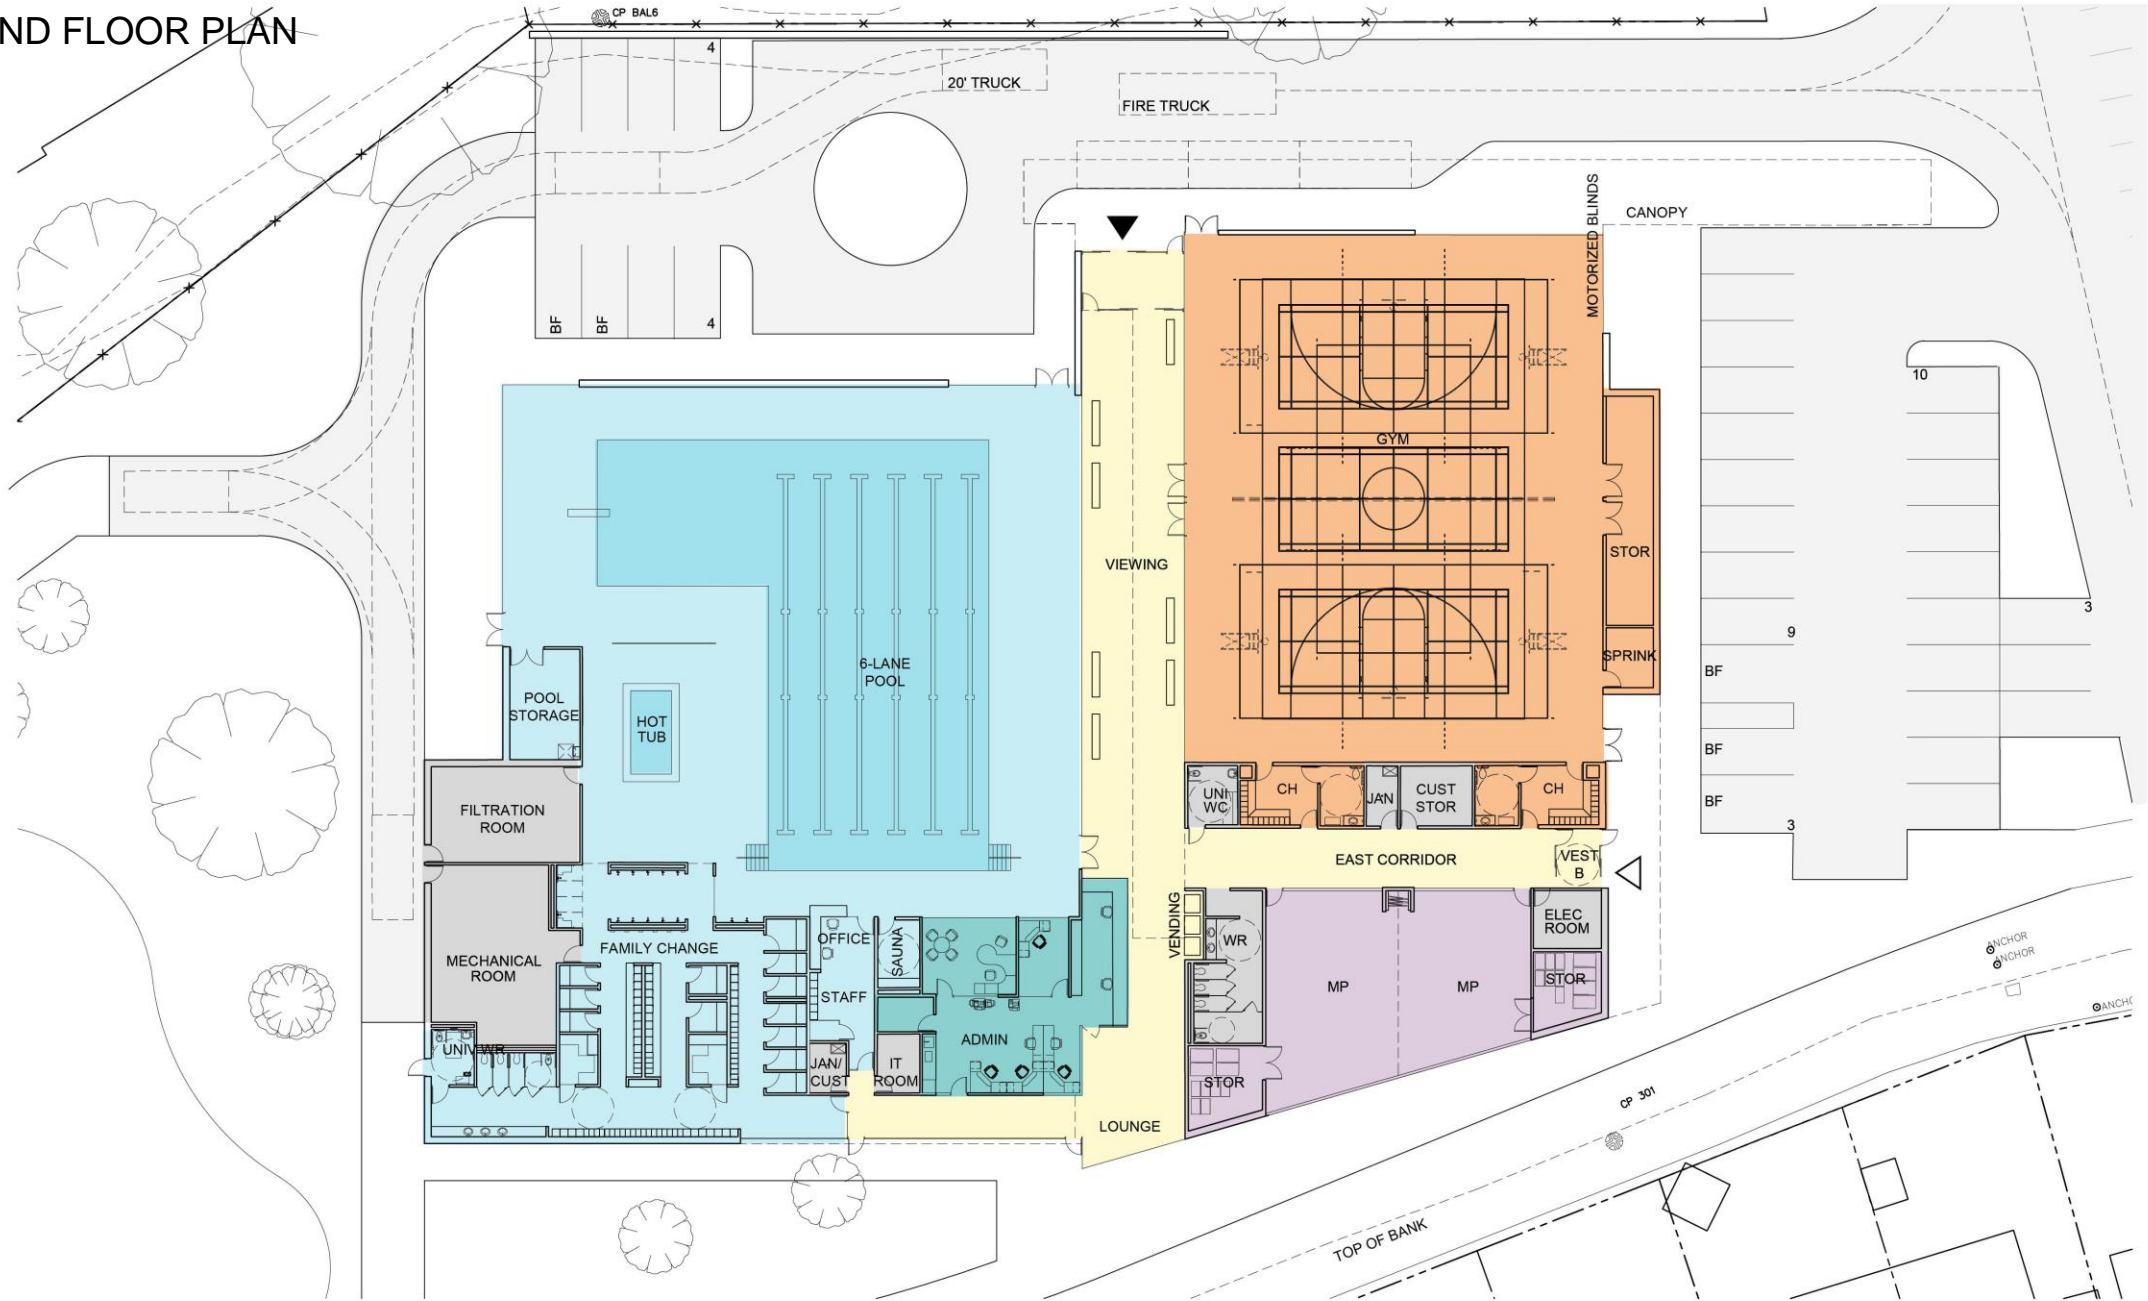 ND FLOOR PLAN
CP BAL6
4
20' TRUCK
FIRE TRUCK
MOTORIZED BLINDS
CANOPY
BF
BF
4
10
GYM
VIEWING
STOR
3
9
6-LANE
POOL
SPRINK
BF
POOL
STORAGE
HOT
TUB
BF
UNI
WC
CH
JAN
CUST
STOR
CH
BF
3
FILTRATION
ROOM
EAST CORRIDOR
VEST
B
VENDING
ELEC
ROOM
OFFICE
SAUNA
WR
FAMILY CHANGE
ANCHOR
ANCHOR
MECHANICAL
ROOM
STOR
MP
MP
STAFF
ANCHO
ADMIN
UNIV WR
JAN/
CUST
IT
ROOM
STOR
CP 301
LOUNGE
TOP OF BANK